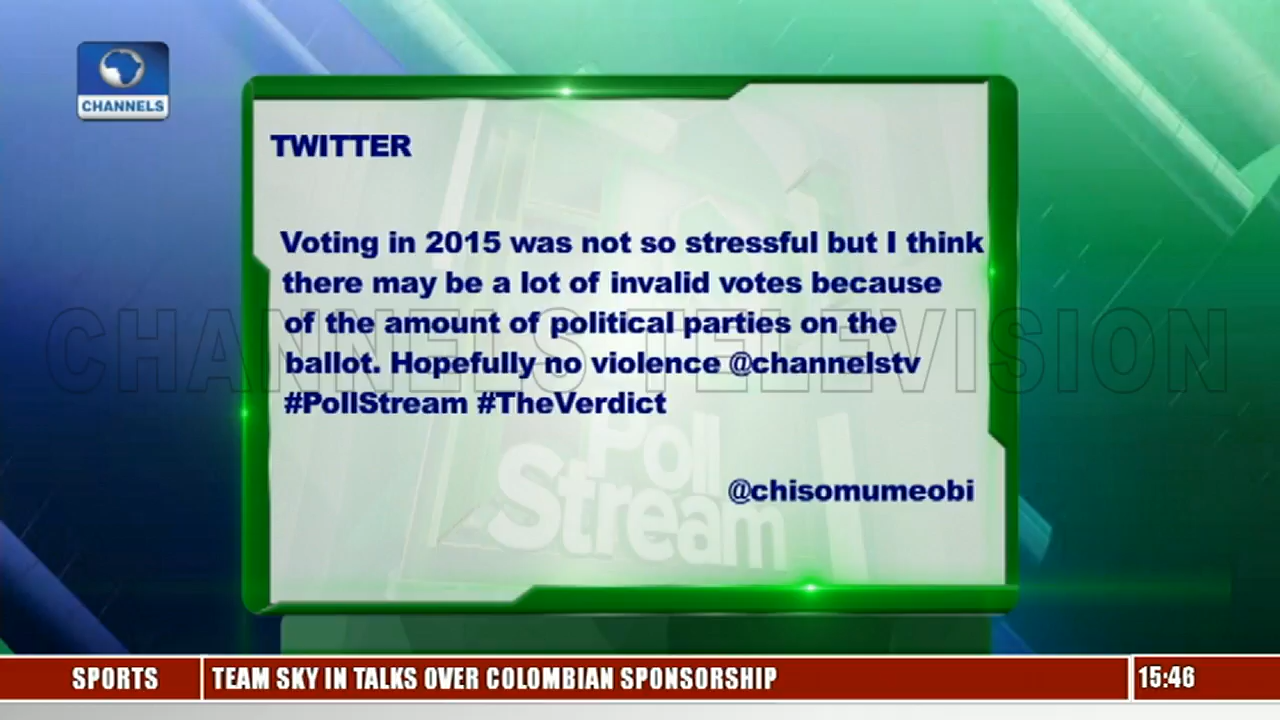 CHANNELS
TWITTER
Voting in 2015 was not so stressful but I think
there may be a lot of invalid votes because
of the amount of political parties on the
ballot. Hopefully no violence @channelstv
#PollStream #TheVerdict
@chisomumeobi
CHANNELS TELEVISION
Poll
Stream
SPORTS
TEAM SKY IN TALKS OVER COLOMBIAN SPONSORSHIP
15:46